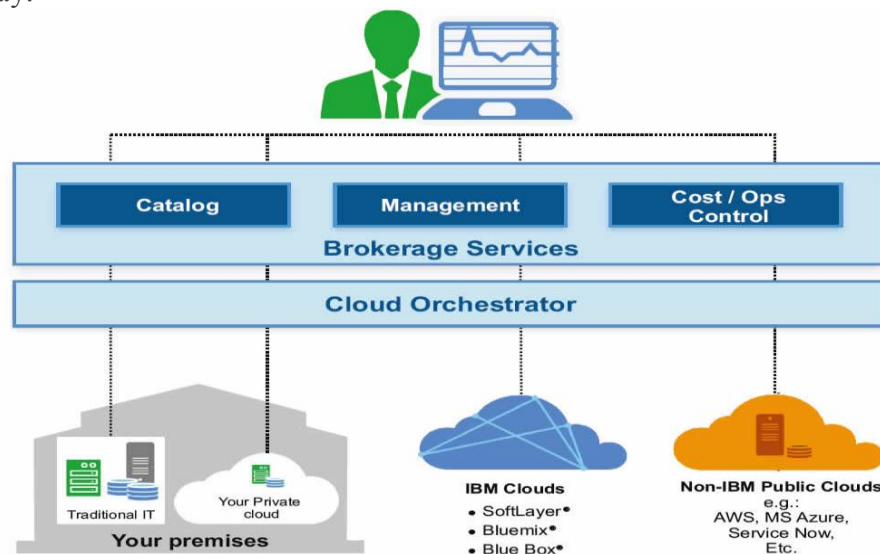 Catalog
Management
Cost / Ops
Control
Brokerage Services
Cloud Orchestrator
Traditional IT
Your Private
cloud
Your premises
IBM Clouds
• SoftLayer®
• Bluemix®
• Blue Box®
Non-IBM Public Clouds
e.g.:
AWS, MS Azure,
Service Now,
Etc.